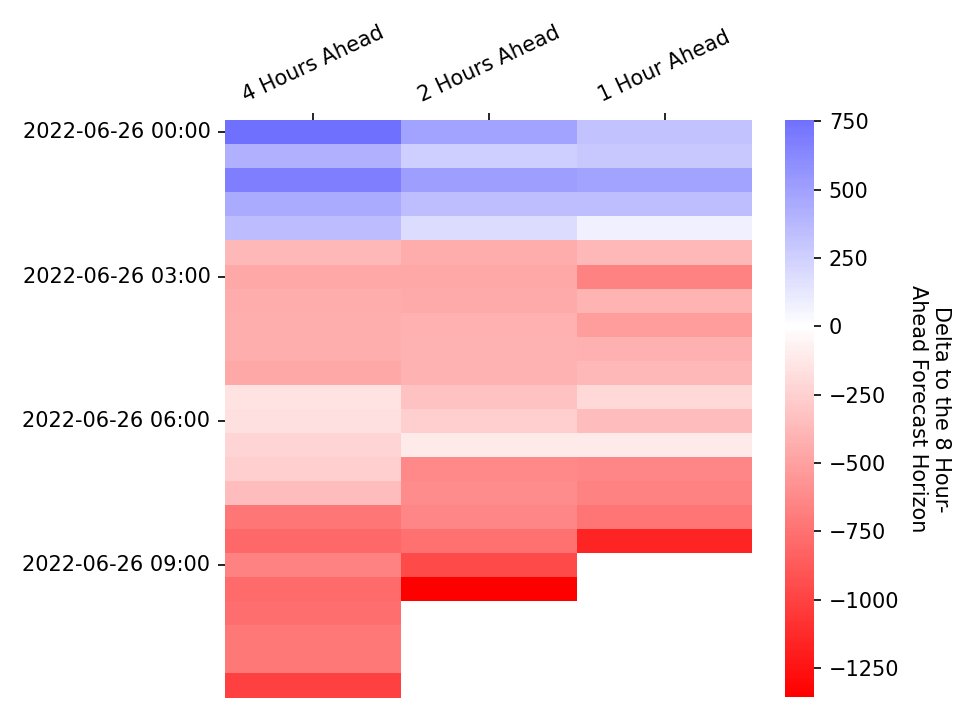 4 Hours Ahead
2 Hours Ahead
1 Hour Ahead
2022-06-26 00:00
2022-06-26 03:00
2022-06-26 06:00
2022-06-26 09:00
750
500
250
0
−250
−500
−750
−1000
−1250
Delta to the 8 Hour-
Ahead Forecast Horizon